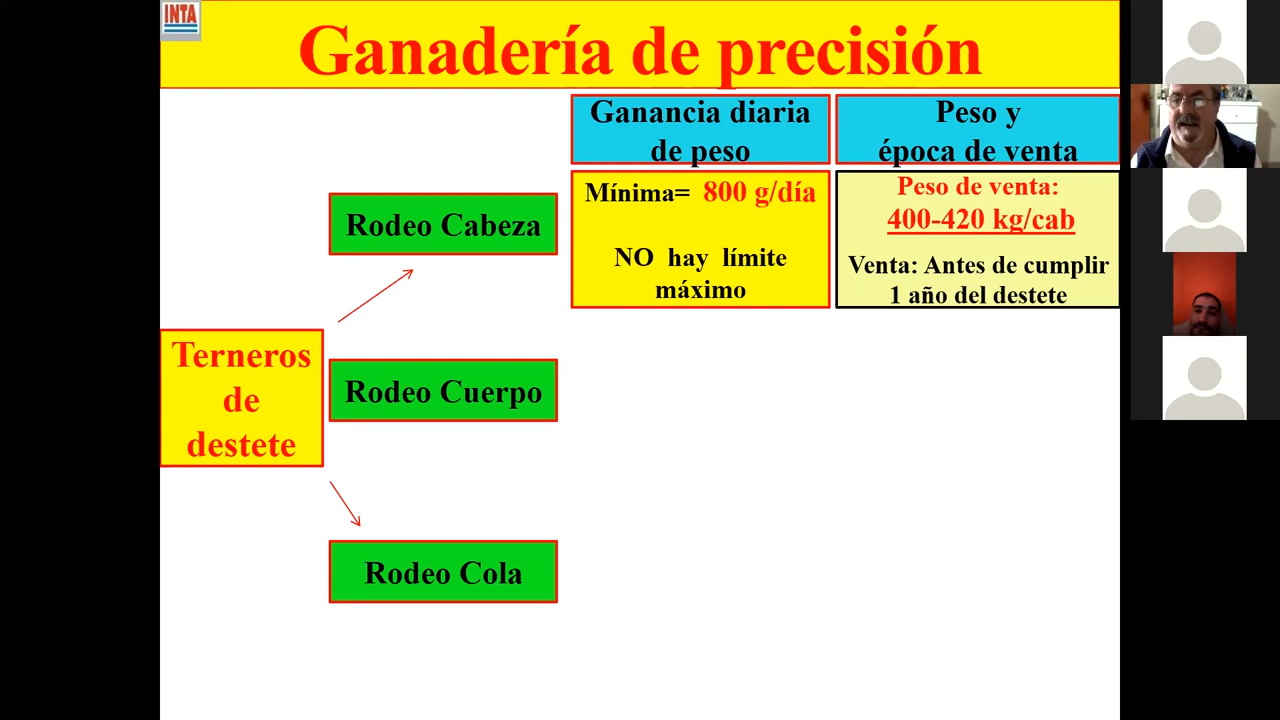 INTA
Ganadería de precisión
Ganancia diaria
de peso
Peso y
época de venta
Rodeo Cabeza
Mínima= 800 g/día
NO hay límite
máximo
Peso de venta:
400-420 kg/cab
Venta: Antes de cumplir
1 año del destete
Terneros
de
destete
Rodeo Cuerpo
Rodeo Cola